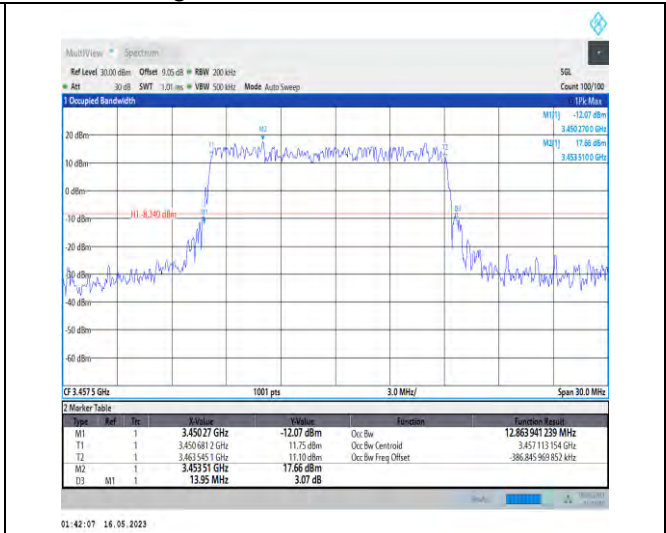 MultiView Spectrum
Ref Level 30.00 dBm Offset 9.05 dB RBW 200 kHz SGL
Att 30 dB SWT 1.01 ms VBW 500 kHz Mode Auto Sweep Count 100/100
1 Occupied Bandwidth 1Pk Max
M1[1] -12.07 dBm
3.450 2700 GHz
M2[1] 17.66 dBm
3.453 5100 GHz
20 dBm
10 dBm
0 dBm
-10 dBm
-20 dBm
-30 dBm
-40 dBm
-50 dBm
-60 dBm
H1 -8.340 dBm
M2
T1
T2
M1
D3
CF 3.457 5 GHz 1001 pts 3.0 MHz/ Span 30.0 MHz
2 Marker Table
Type Ref Trc X-Value Y-Value Function Function Result
M1 1 3.450 27 GHz -12.07 dBm Occ Bw 12.863 941 239 MHz
T1 1 3.450 681 2 GHz 11.75 dBm Occ Bw Centroid 3.457 113 154 GHz
T2 1 3.463 545 1 GHz 11.10 dBm Occ Bw Freq Offset -386.845 969 852 kHz
M2 1 3.453 51 GHz 17.66 dBm
D3 M1 1 13.95 MHz 3.07 dB
01:42:07 16.05.2023